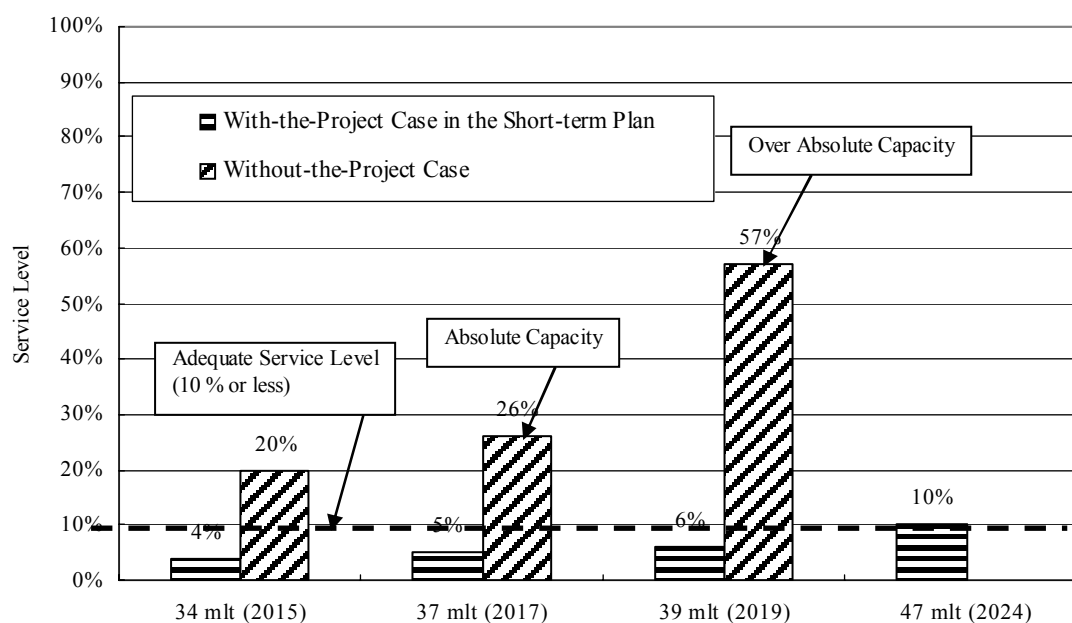 100%
90%
80%
70%
60%
50%
40%
30%
20%
10%
0%
Service Level
With-the-Project Case in the Short-term Plan
Without-the-Project Case
Over Absolute Capacity
Absolute Capacity
Adequate Service Level
(10 % or less)
4%
20%
5%
26%
6%
57%
10%
34 mlt (2015)
37 mlt (2017)
39 mlt (2019)
47 mlt (2024)